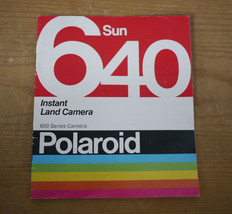 Sun
640
Instant
Land Camera
600 Series Camera
Polaroid